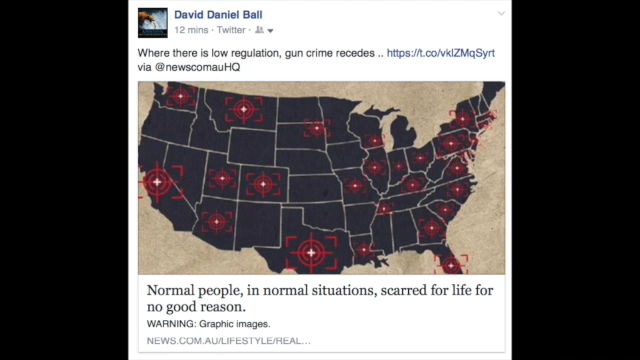 David Daniel Ball
12 mins · Twitter ·
Where there is low regulation, gun crime recedes .. https://t.co/vklZMqSyrt
via @newscomauHQ
Normal people, in normal situations, scarred for life for
no good reason.
WARNING: Graphic images.
NEWS.COM.AU/LIFESTYLE/REAL...